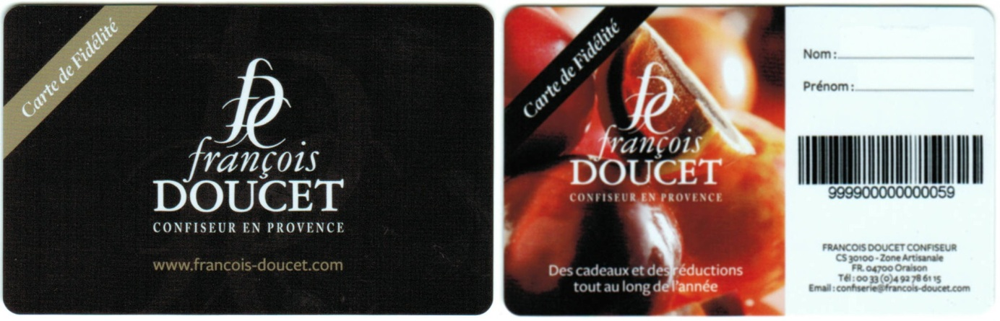 Carte de Fidélité
françois
DOUCET
CONFISEUR EN PROVENCE
www.francois-doucet.com
Carte de Fidélité
françois
DOUCET
CONFISEUR EN PROVENCE
Des cadeaux et des réductions
tout au long de l'année
Nom :
Prénom :
999900000000059
FRANCOIS DOUCET CONFISEUR
CS 30100 - Zone Artisanale
FR. 04700 Oraison
Tél : 00 33 (0)4 92 78 61 15
Email : confiserie@francois-doucet.com